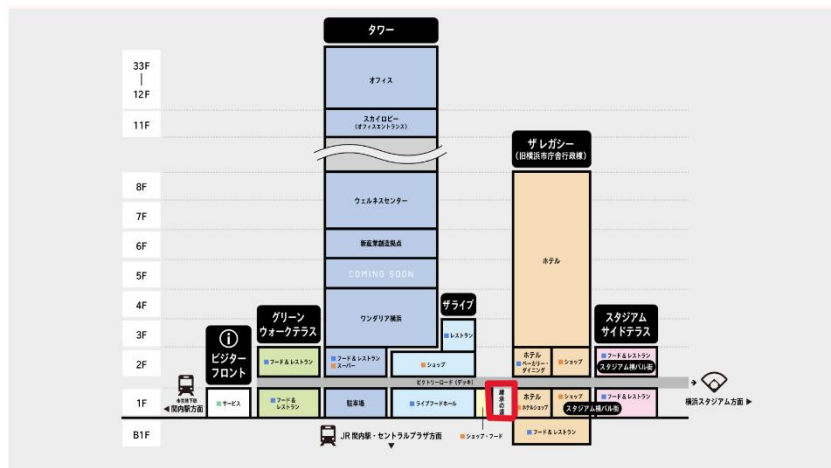 タワー
33F
12F
オフィス
11F
スカイロビー
(オフィスエントランス)
ザ レガシー
(旧横浜市庁舎行政棟)
8F
7F
ウェルネスセンター
6F
新産業創造拠点
ホテル
5F
COMING SOON
4F
3F
ワンダリア横浜
ザ ライブ
レストラン
グリーン
ウォークテラス
スタジアム
サイドテラス
ビジター
フロント
2F
フード&レストラン
フード&レストラン
スーパー
ショップ
ホテル
ベーカリー・
ダイニング
ショップ
フード&レストラン
スタジアム横バル街
ビクトリーロード (デッキ)
関内駅方面
1F
サービス
フード&
レストラン
駐車場
ライブフードホール
継承の道
ホテル
ホテルショップ
ショップ
フード&レストラン
スタジアム横バル街
横浜スタジアム方面
B1F
JR 関内駅・セントラルプラザ方面
ショップ・フード
フード&レストラン